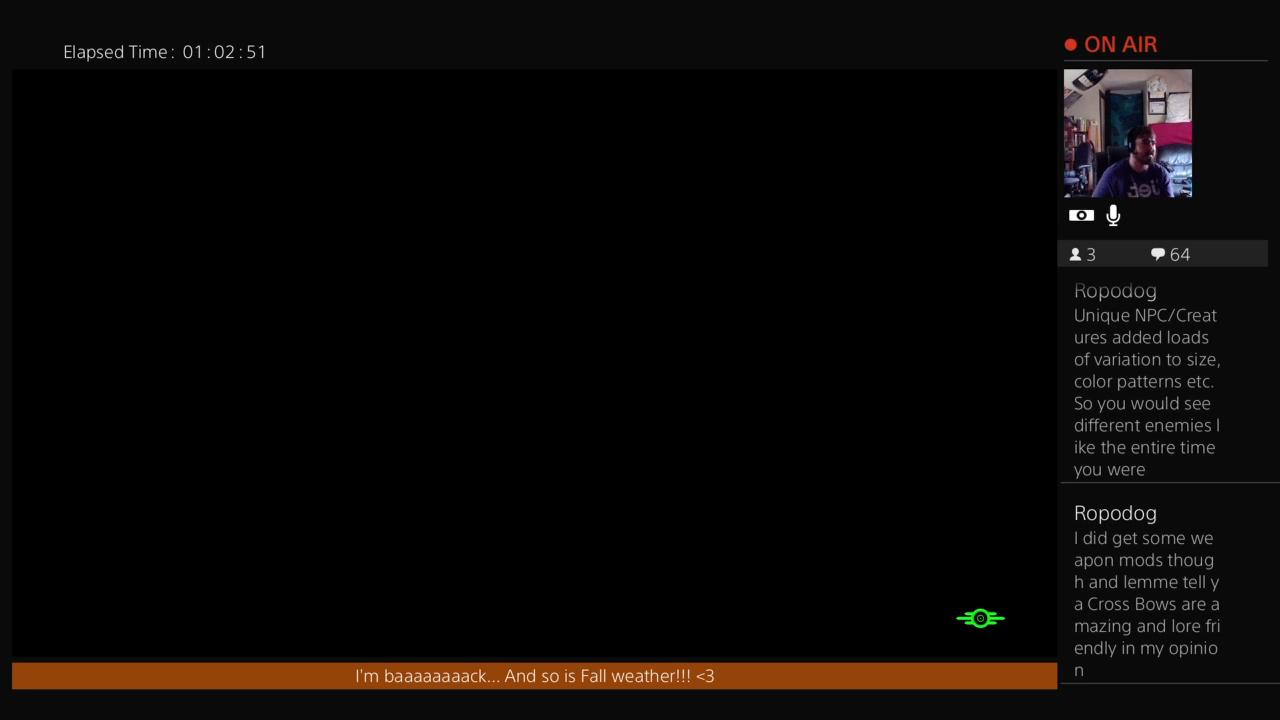 Elapsed Time: 01:02:51
ON AIR
3
64
Ropodog
Unique NPC/Creat
ures added loads
of variation to size,
color patterns etc.
So you would see
different enemies l
ike the entire time
you were
Ropodog
I did get some we
apon mods thoug
h and lemme tell y
a Cross Bows are a
mazing and lore fri
endly in my opinio
n
I'm baaaaaaaack... And so is Fall weather!!! <3